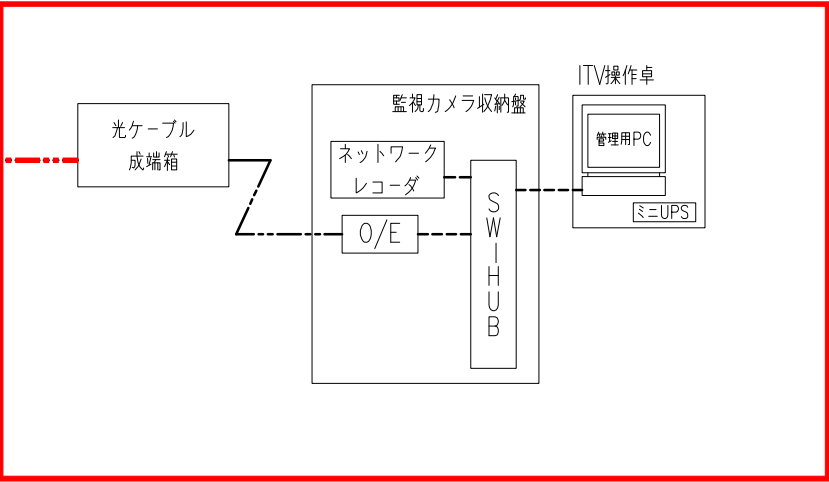 ITV操作卓
監視カメラ収納盤
光ケーブル
成端箱
ネットワーク
レコーダ
管理用PC
ミニUPS
O/E
SW-HUB